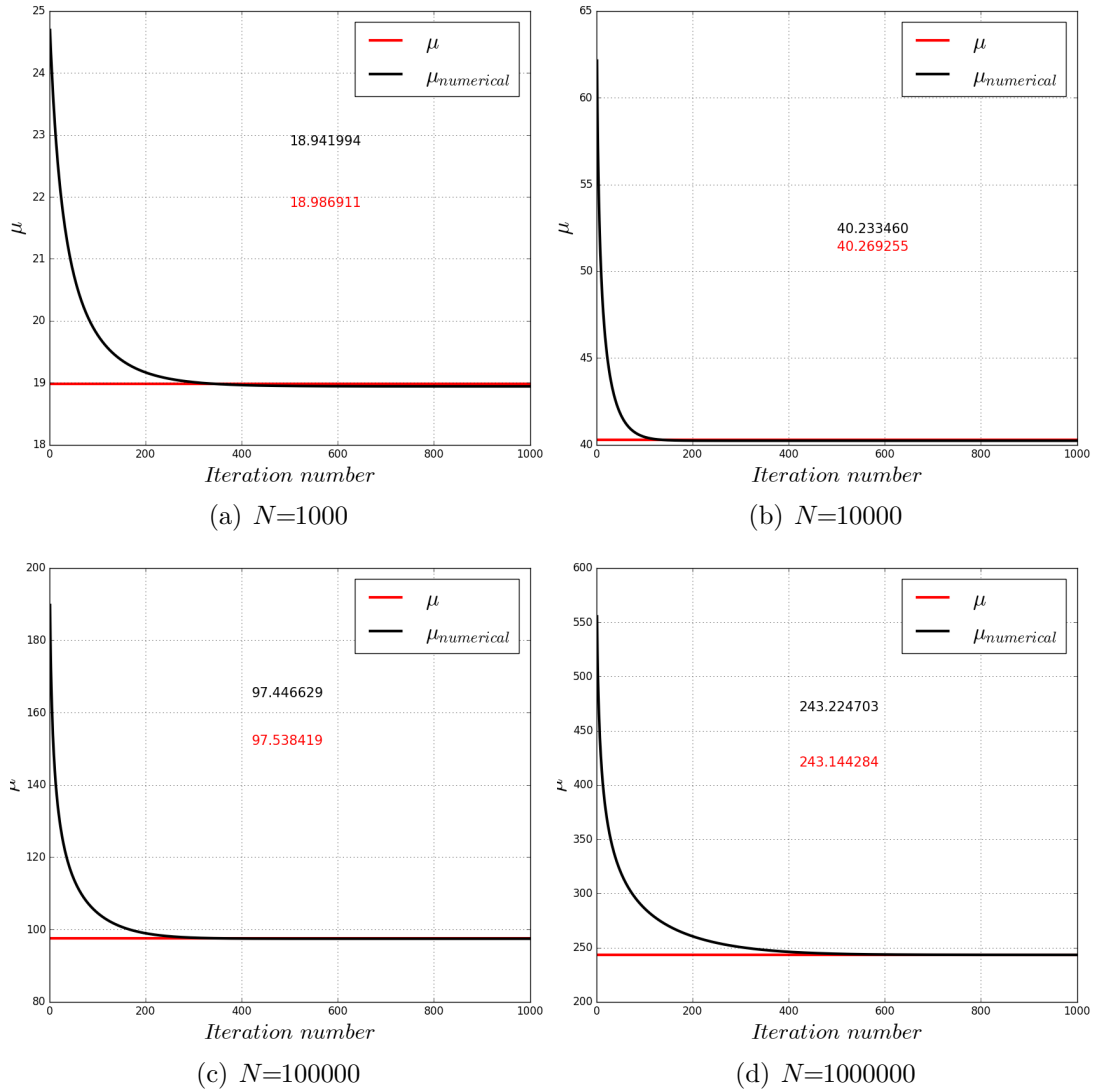 25
24
23
22
21
20
19
18
μ
0 200 400 600 800 1000
Iteration number
μ
μnumerical
18.941994
18.986911
(a) N=1000
65
60
55
50
45
40
μ
0 200 400 600 800 1000
Iteration number
μ
μnumerical
40.233460
40.269255
(b) N=10000
200
180
160
140
120
100
80
μ
0 200 400 600 800 1000
Iteration number
μ
μnumerical
97.446629
97.538419
(c) N=100000
600
550
500
450
400
350
300
250
200
μ
0 200 400 600 800 1000
Iteration number
μ
μnumerical
243.224703
243.144284
(d) N=1000000